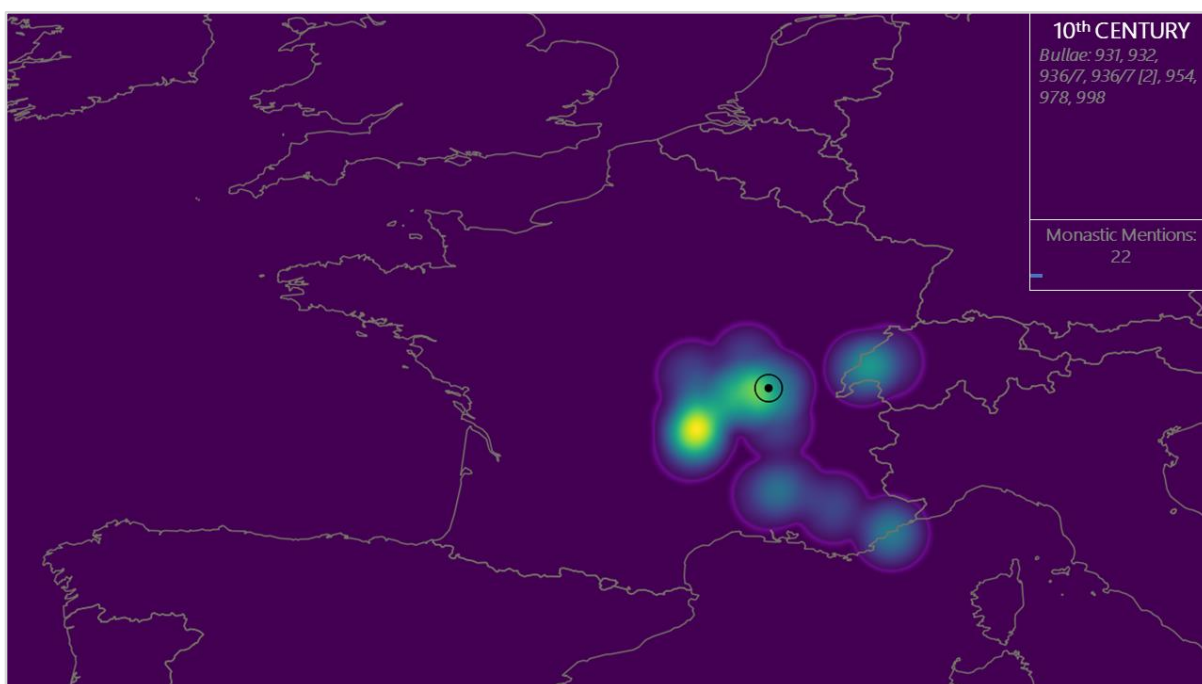 10th CENTURY
Bullae: 931, 932,
936/7, 936/7 [2], 954,
978, 998
Monastic Mentions:
22